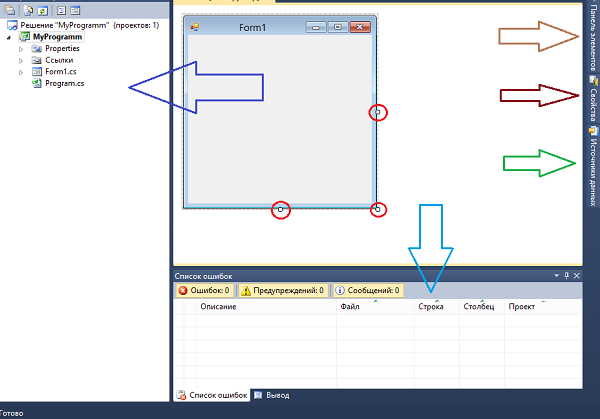 Решение "MyProgramm" (проектов: 1)
MyProgramm
Properties
Ссылки
Form1.cs
Program.cs
Form1
Панель элементов
Свойства
Источники данных
Список ошибок
Ошибок: 0 Предупреждений: 0 Сообщений: 0
Описание Файл Строка Столбец Проект
Список ошибок Вывод
Готово